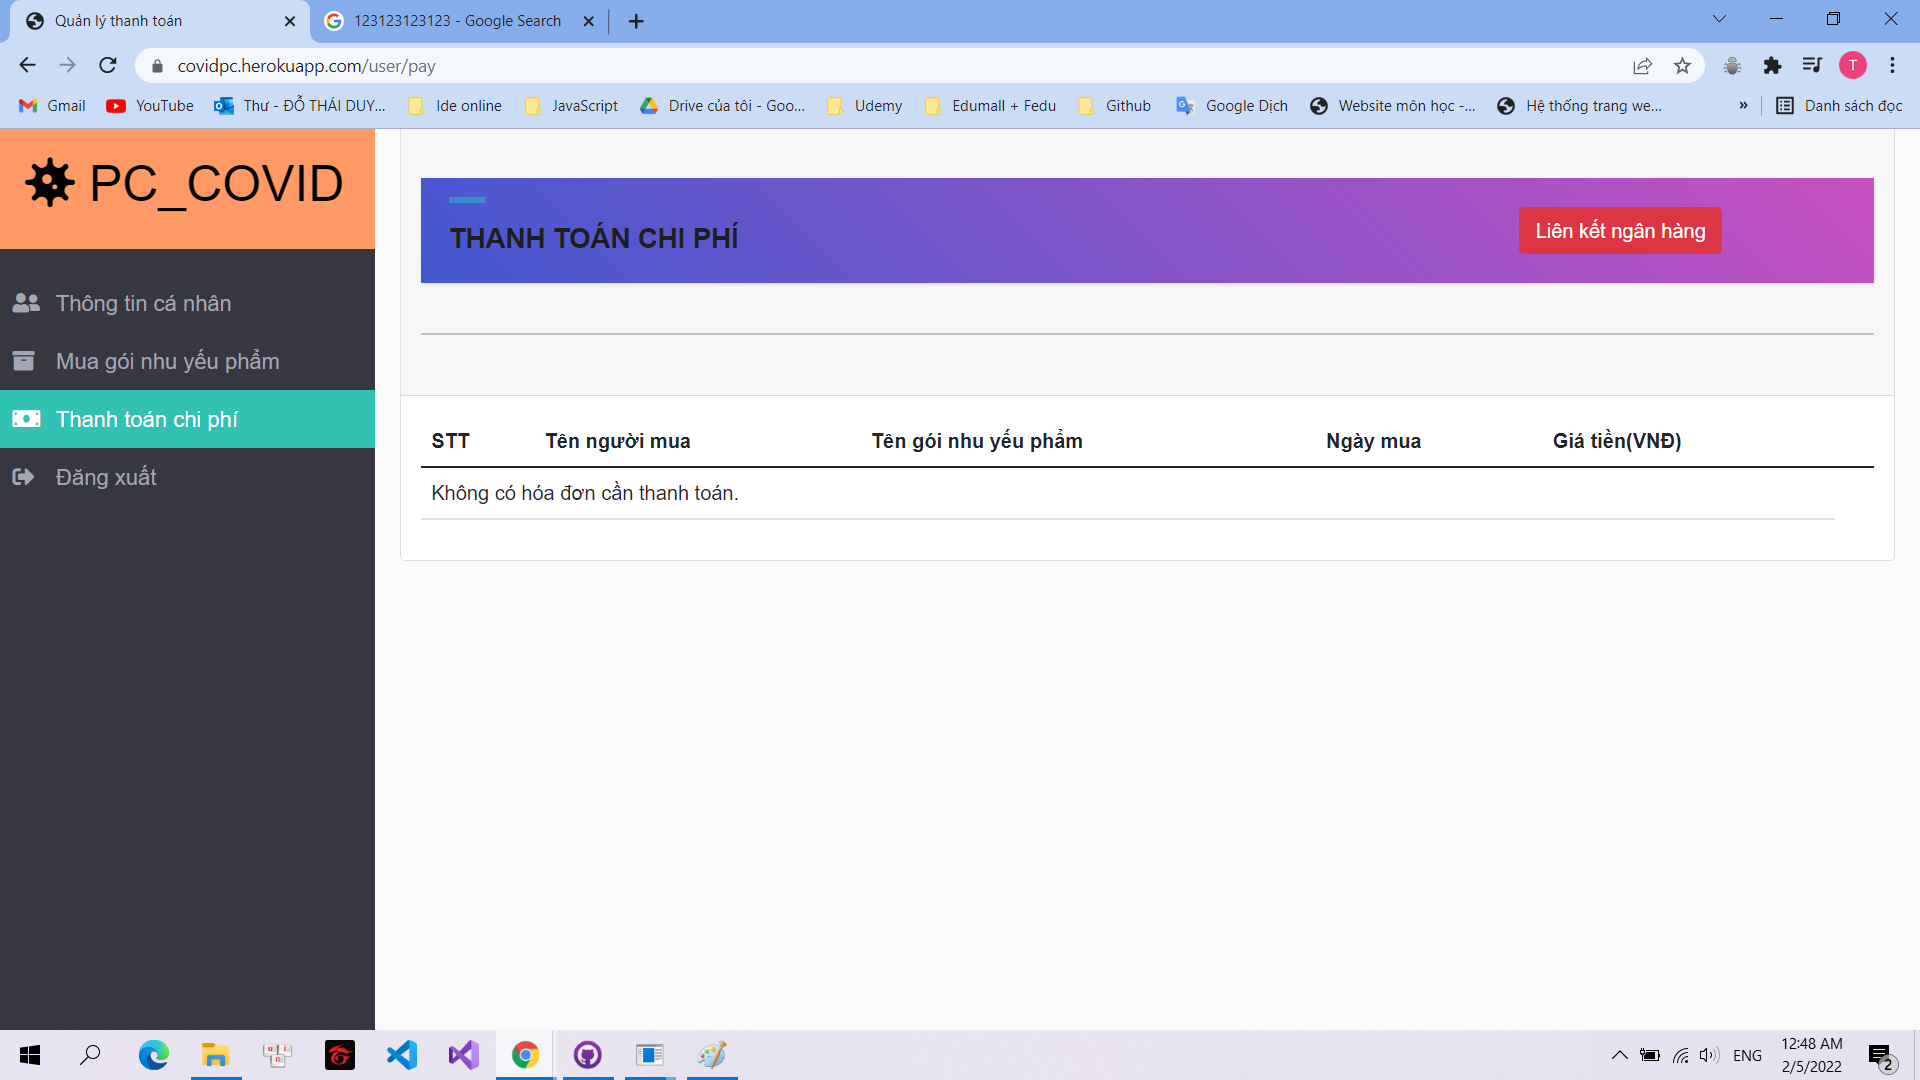 Quản lý thanh toán
123123123123 - Google Search
covidpc.herokuapp.com/user/pay
T
Gmail
YouTube
Thư - ĐỖ THÁI DUY...
Ide online
JavaScript
Drive của tôi - Goo...
Udemy
Edumall + Fedu
Github
Google Dịch
Website môn học -...
Hệ thống trang we...
»
Danh sách đọc
PC_COVID
Thông tin cá nhân
Mua gói nhu yếu phẩm
Thanh toán chi phí
Đăng xuất
THANH TOÁN CHI PHÍ
Liên kết ngân hàng
STT Tên người mua Tên gói nhu yếu phẩm Ngày mua Giá tiền(VNĐ)
Không có hóa đơn cần thanh toán.
ENG
12:48 AM
2/5/2022
2